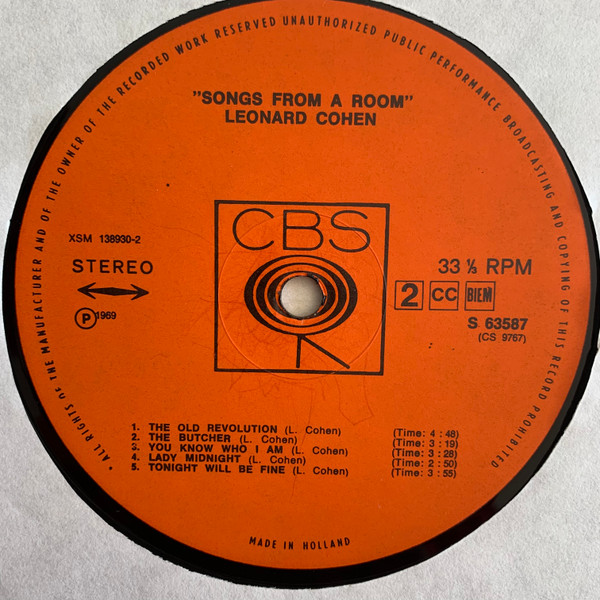 • ALL RIGHTS OF THE MANUFACTURER AND OF THE OWNER OF THE RECORDED WORK RESERVED UNAUTHORIZED PUBLIC PERFORMANCE BROADCASTING AND COPYING OF THIS RECORD PROHIBITED
"SONGS FROM A ROOM"
LEONARD COHEN
CBS
XSM 138930-2
STEREO
33 ⅓ RPM
2 CC BIEM
Ⓟ 1969
S 63587
(CS 9767)
1. THE OLD REVOLUTION (L. Cohen) (Time: 4 : 48)
2. THE BUTCHER (L. Cohen) (Time: 3 : 19)
3. YOU KNOW WHO I AM (L. Cohen) (Time: 3 : 28)
4. LADY MIDNIGHT (L. Cohen) (Time: 2 : 50)
5. TONIGHT WILL BE FINE (L. Cohen) (Time: 3 : 55)
MADE IN HOLLAND